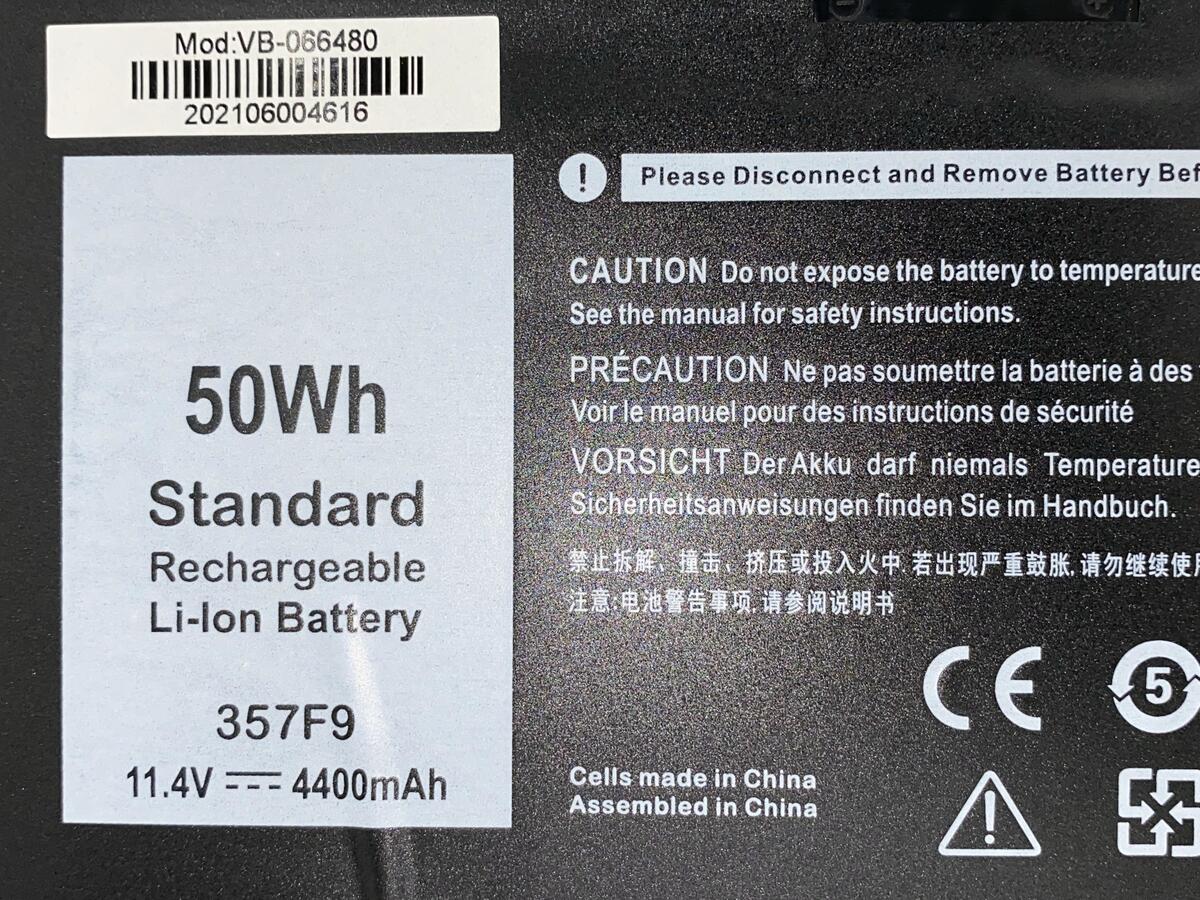 Mod:VB-066480
202106004616
50Wh
Standard
Rechargeable
Li-Ion Battery
357F9
11.4V 4400mAh
! Please Disconnect and Remove Battery Bef
CAUTION Do not expose the battery to temperature
See the manual for safety instructions.
PRÉCAUTION Ne pas soumettre la batterie à des
Voir le manuel pour des instructions de sécurité
VORSICHT Der Akku darf niemals Temperature
Sicherheitsanweisungen finden Sie im Handbuch.
禁止拆解、撞击、挤压或投入火中 若出现严重鼓胀,请勿继续使用
注意:电池警告事项,请参阅说明书
CE
5
Cells made in China
Assembled in China